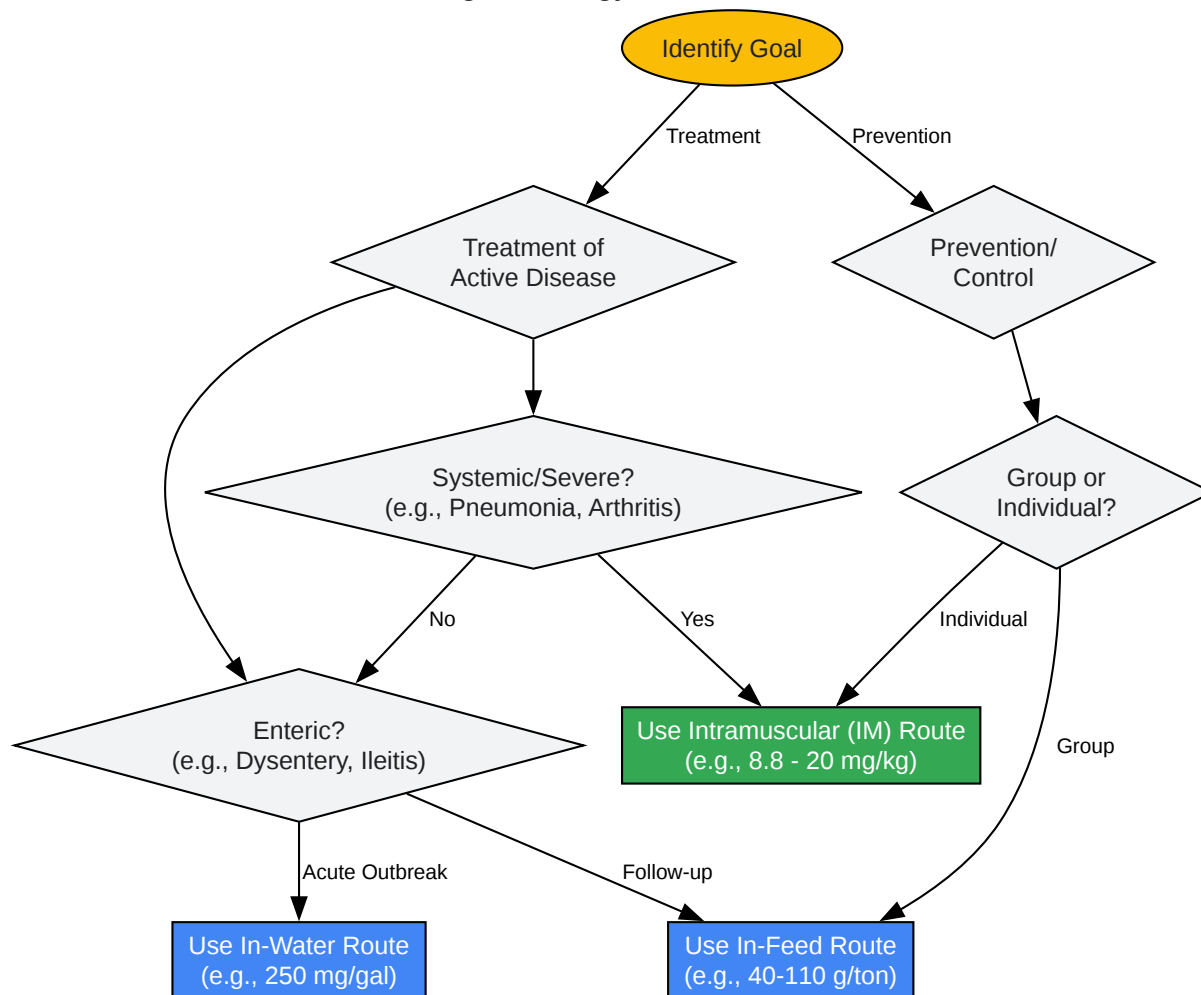 Identify Goal
Treatment
Prevention
Treatment of
Active Disease
Prevention/
Control
Systemic/Severe?
(e.g., Pneumonia, Arthritis)
Group or
Individual?
No
Yes
Individual
Enteric?
(e.g., Dysentery, Ileitis)
Use Intramuscular (IM) Route
(e.g., 8.8 - 20 mg/kg)
Group
Acute Outbreak
Follow-up
Use In-Water Route
(e.g., 250 mg/gal)
Use In-Feed Route
(e.g., 40-110 g/ton)